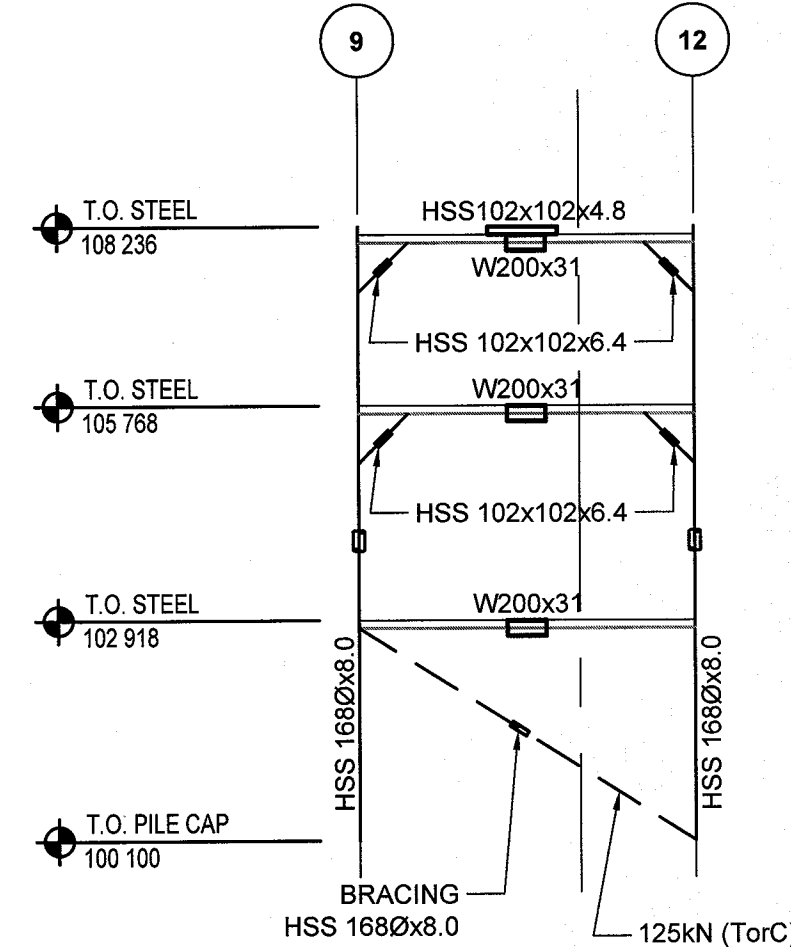 9
12
T.O. STEEL
108 236
HSS102x102x4.8
W200x31
HSS 102x102x6.4
T.O. STEEL
105 768
W200x31
HSS 102x102x6.4
T.O. STEEL
102 918
W200x31
HSS 168Øx8.0
HSS 168Øx8.0
T.O. PILE CAP
100 100
BRACING
HSS 168Øx8.0
125kN (TorC)